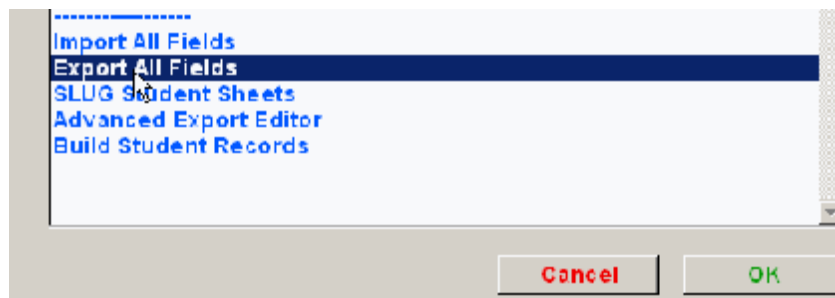 Import All Fields
Export All Fields
SLUG Student Sheets
Advanced Export Editor
Build Student Records
Cancel OK